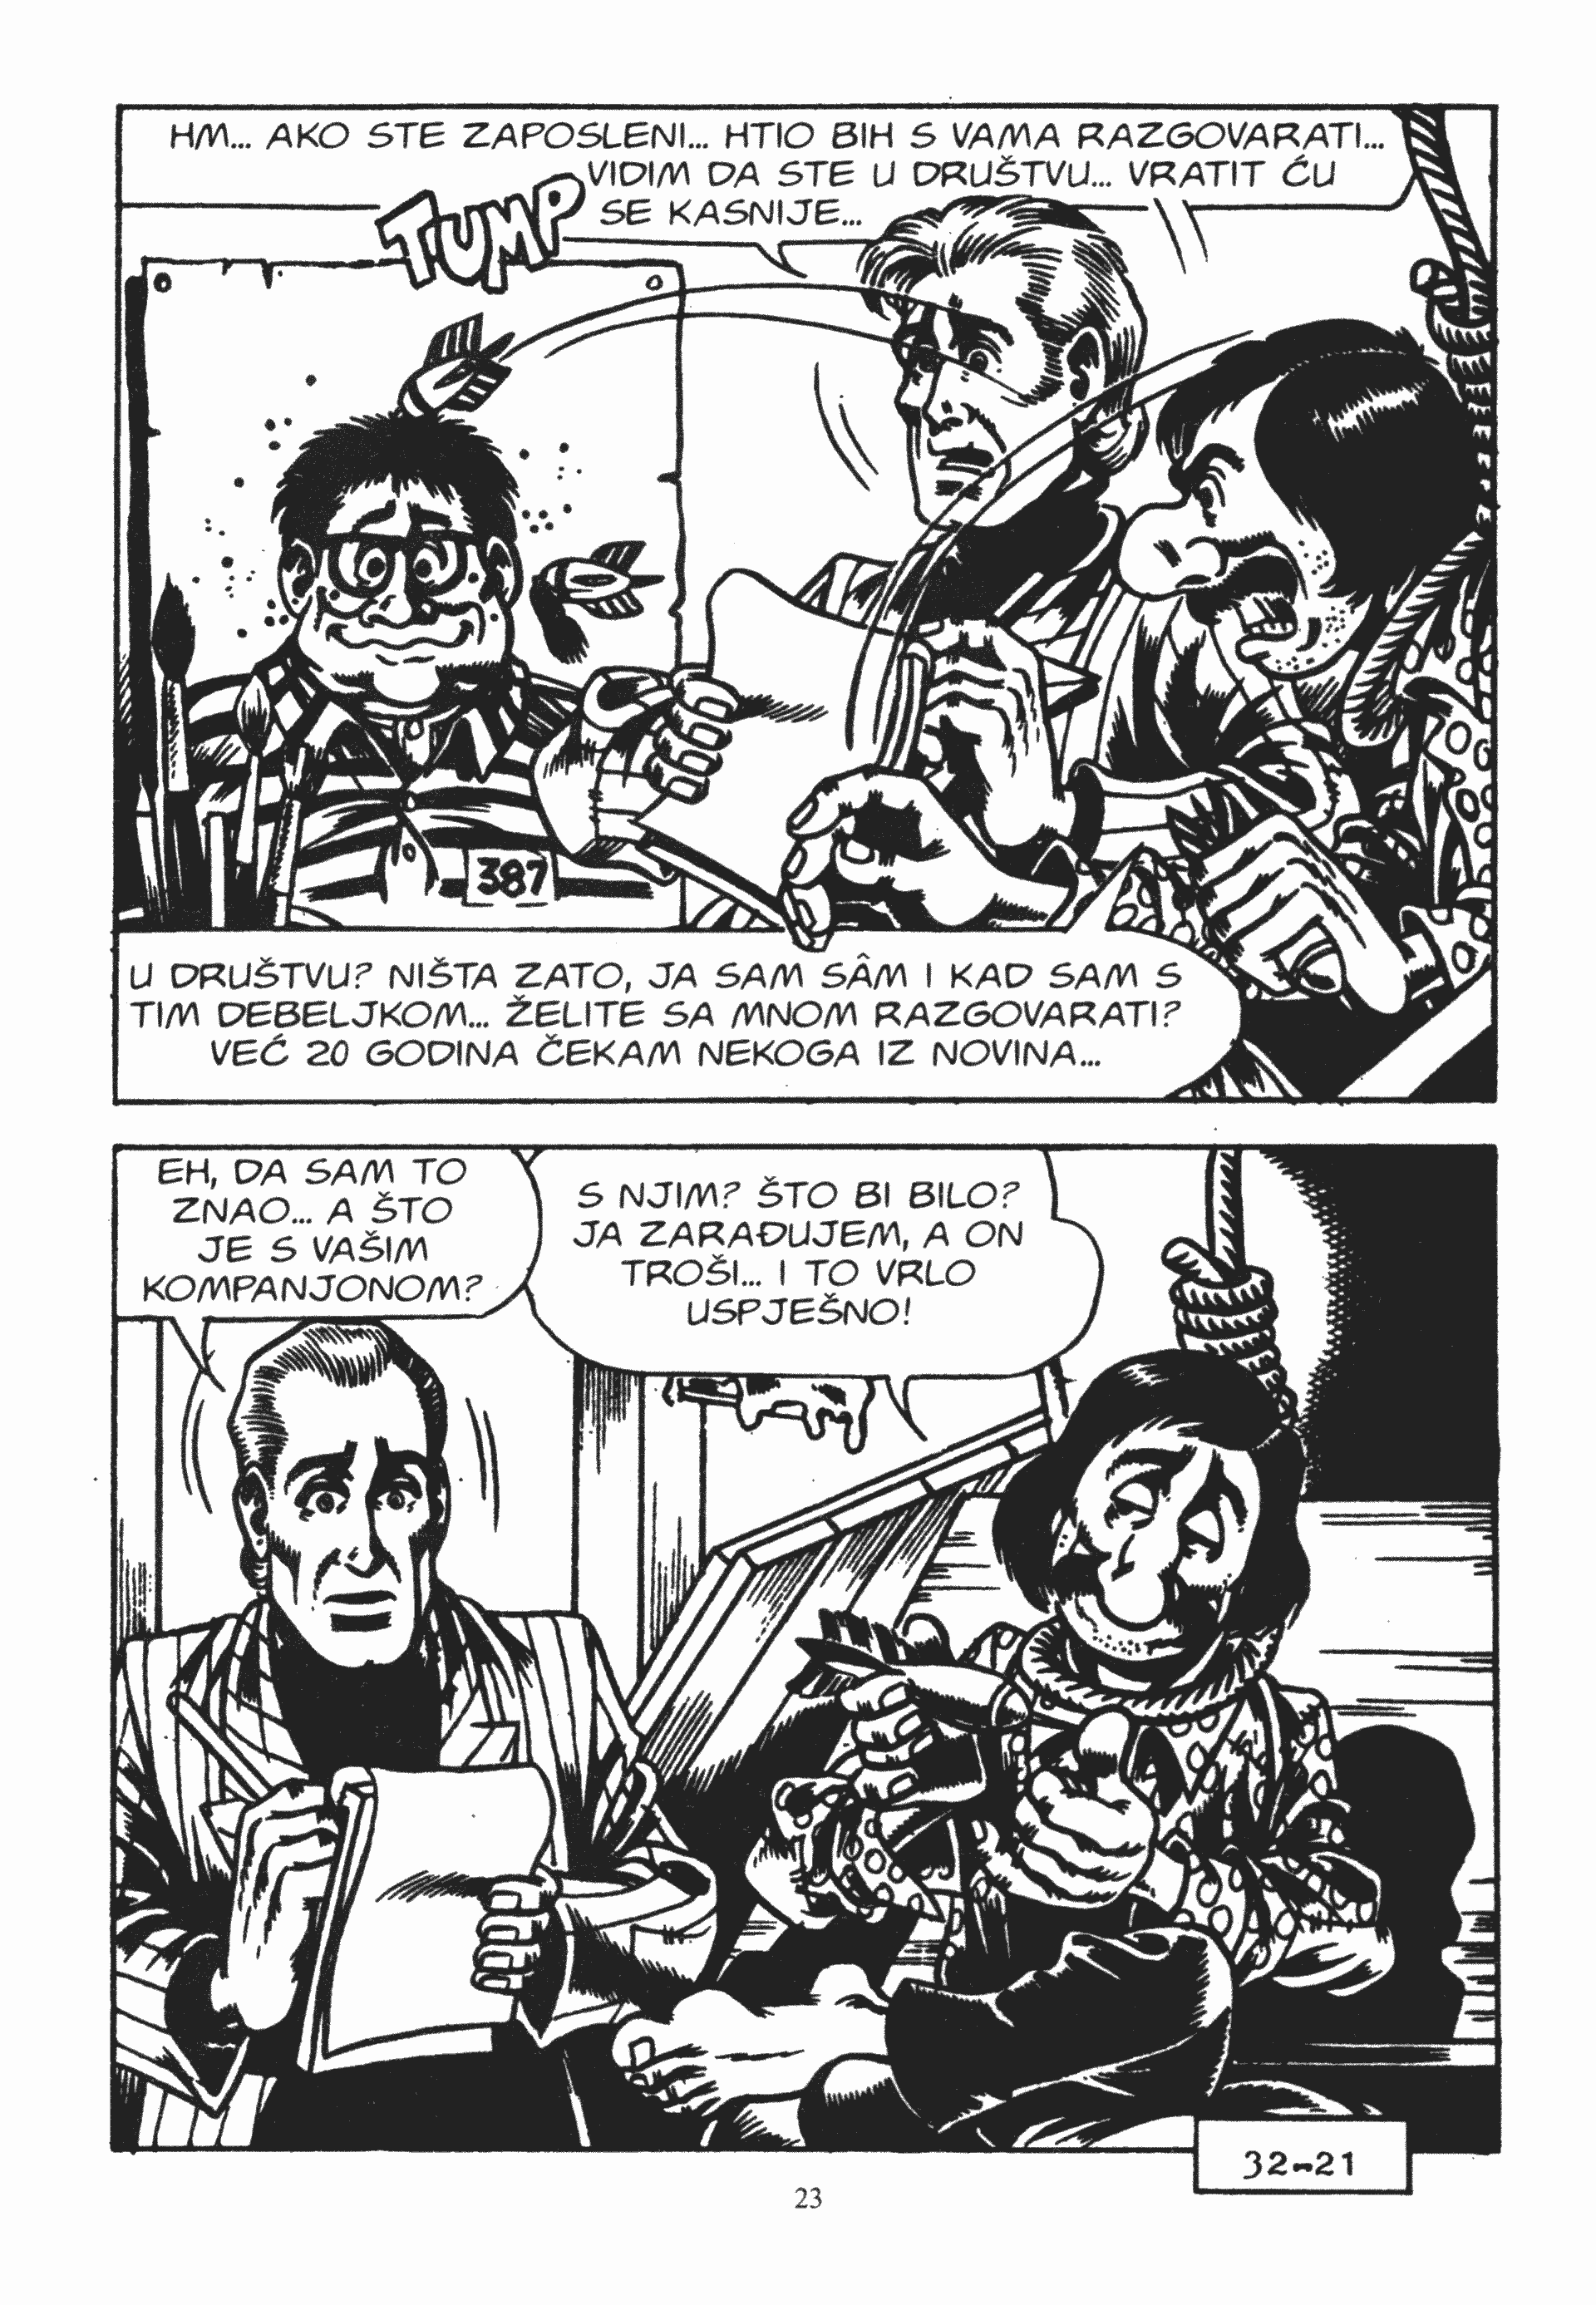 HM... AKO STE ZAPOSLENI... HTIO BIH S VAMA RAZGOVARATI...
VIDIM DA STE U DRUŠTVU... VRATIT ĆU
SE KASNIJE...
TUMP
387
U DRUŠTVU? NIŠTA ZATO, JA SAM SÂM I KAD SAM S
TIM DEBELJKOM... ŽELITE SA MNOM RAZGOVARATI?
VEĆ 20 GODINA ČEKAM NEKOGA IZ NOVINA...
EH, DA SAM TO
ZNAO... A ŠTO
JE S VAŠIM
KOMPANJONOM?
S NJIM? ŠTO BI BILO?
JA ZARAĐUJEM, A ON
TROŠI... I TO VRLO
USPJEŠNO!
32-21
23